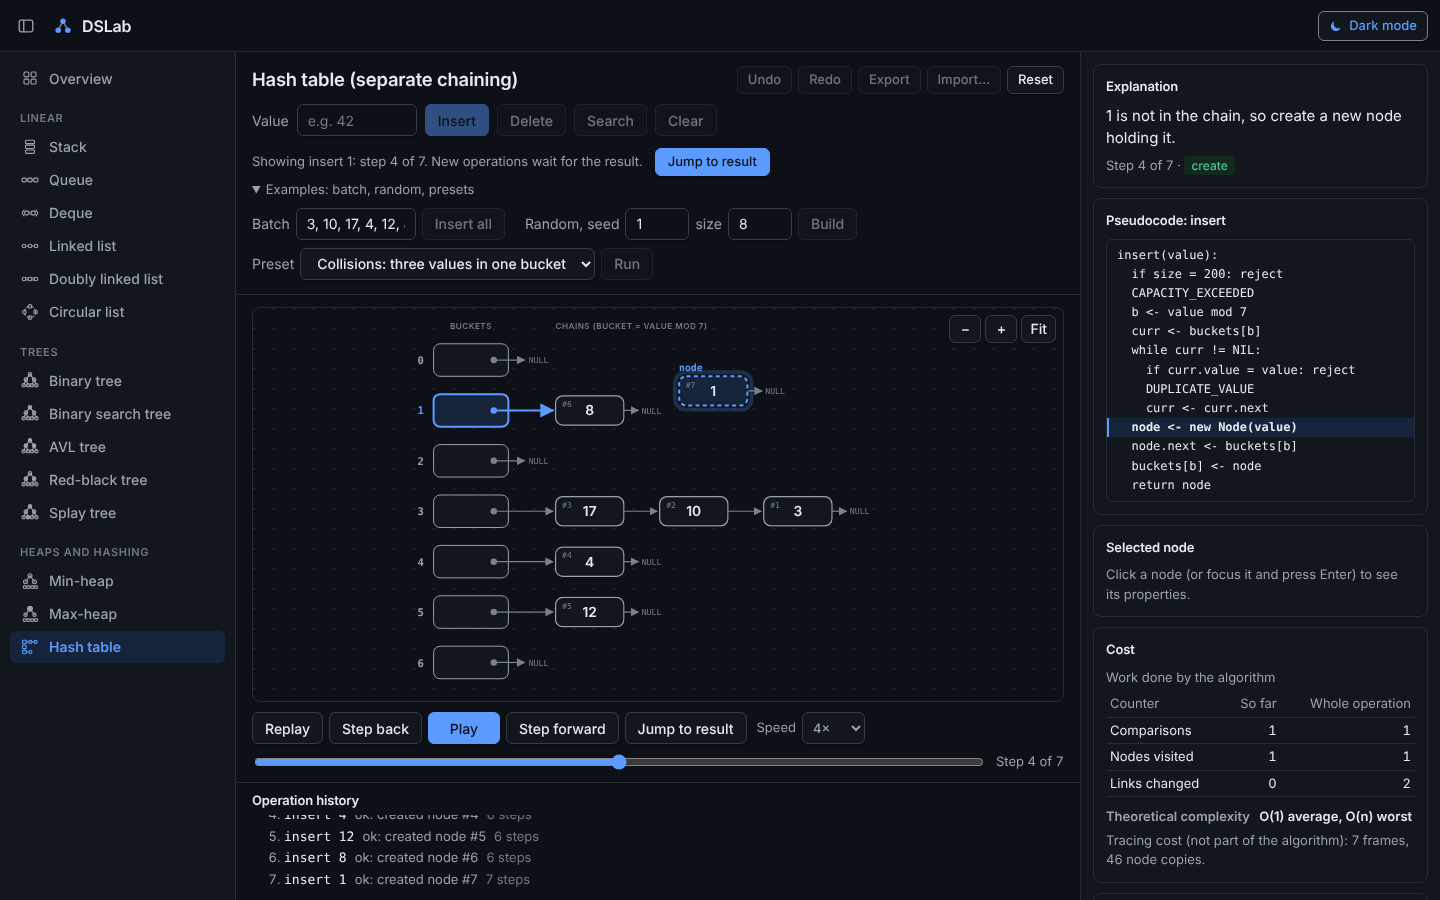 DSLab
Dark mode
Overview
LINEAR
Stack
Queue
Deque
Linked list
Doubly linked list
Circular list
TREES
Binary tree
Binary search tree
AVL tree
Red-black tree
Splay tree
HEAPS AND HASHING
Min-heap
Max-heap
Hash table
Hash table (separate chaining)
Undo
Redo
Export
Import...
Reset
Value
e.g. 42
Insert
Delete
Search
Clear
Showing insert 1: step 4 of 7. New operations wait for the result.
Jump to result
▼ Examples: batch, random, presets
Batch
3, 10, 17, 4, 12,
Insert all
Random, seed
1
size
8
Build
Preset
Collisions: three values in one bucket
Run
BUCKETS
CHAINS (BUCKET = VALUE MOD 7)
−
+
Fit
0
NULL
node
#7
1
NULL
1
#6
8
NULL
2
NULL
3
#3
17
#2
10
#1
3
NULL
4
#4
4
NULL
5
#5
12
NULL
6
NULL
Replay
Step back
Play
Step forward
Jump to result
Speed
4×
Step 4 of 7
Operation history
4. insert 4 ok: created node #4 6 steps
5. insert 12 ok: created node #5 6 steps
6. insert 8 ok: created node #6 6 steps
7. insert 1 ok: created node #7 7 steps
Explanation
1 is not in the chain, so create a new node
holding it.
Step 4 of 7 · create
Pseudocode: insert
insert(value):
if size = 200: reject
CAPACITY_EXCEEDED
b <- value mod 7
curr <- buckets[b]
while curr != NIL:
if curr.value = value: reject
DUPLICATE_VALUE
curr <- curr.next
node <- new Node(value)
node.next <- buckets[b]
buckets[b] <- node
return node
Selected node
Click a node (or focus it and press Enter) to see
its properties.
Cost
Work done by the algorithm
Counter So far Whole operation
Comparisons 1 1
Nodes visited 1 1
Links changed 0 2
Theoretical complexity O(1) average, O(n) worst
Tracing cost (not part of the algorithm): 7 frames,
46 node copies.